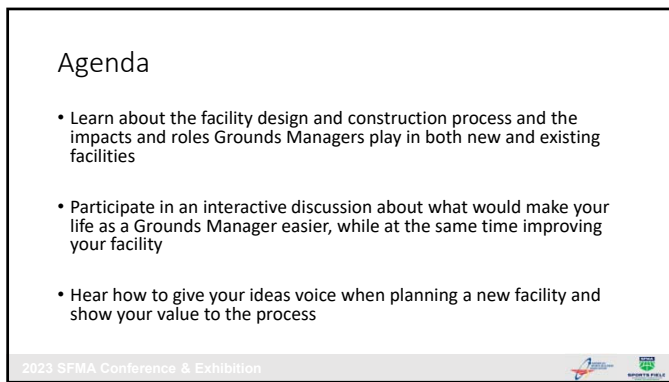 Agenda
• Learn about the facility design and construction process and the
impacts and roles Grounds Managers play in both new and existing
facilities
• Participate in an interactive discussion about what would make your
life as a Grounds Manager easier, while at the same time improving
your facility
• Hear how to give your ideas voice when planning a new facility and
show your value to the process
2023 SFMA Conference & Exhibition
SFMA
SPORTS FIELD